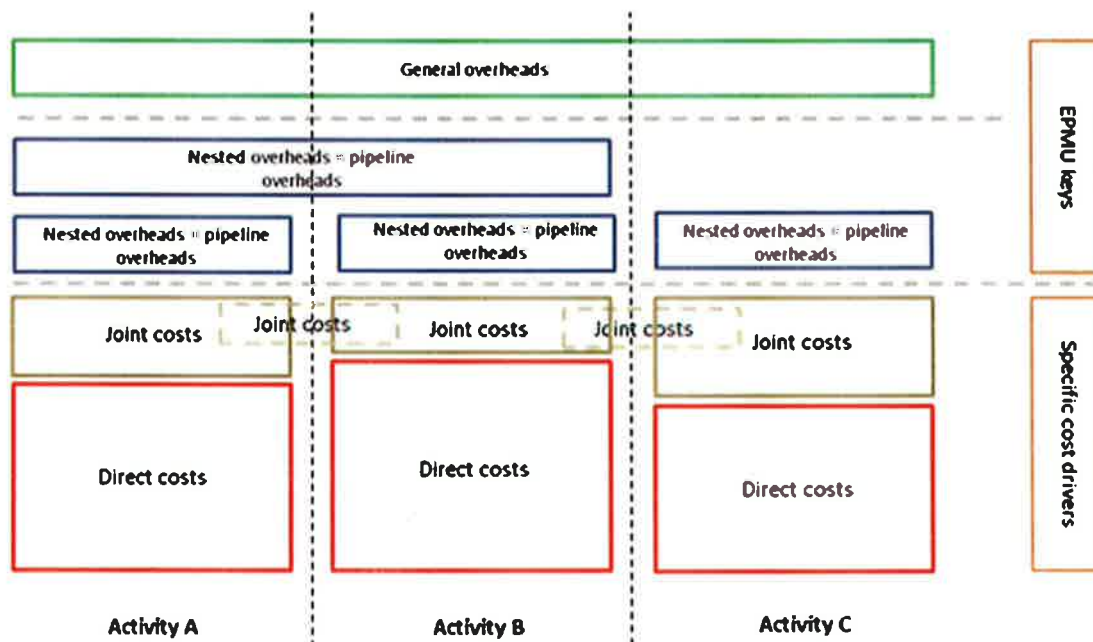 General overheads
EPMU keys
Nested overheads = pipeline
overheads
Nested overheads = pipeline
overheads
Nested overheads = pipeline
overheads
Nested overheads = pipeline
overheads
Joint costs
Joint costs
Joint costs
Joint costs
Joint costs
Specific cost drivers
Direct costs
Direct costs
Direct costs
Activity A
Activity B
Activity C